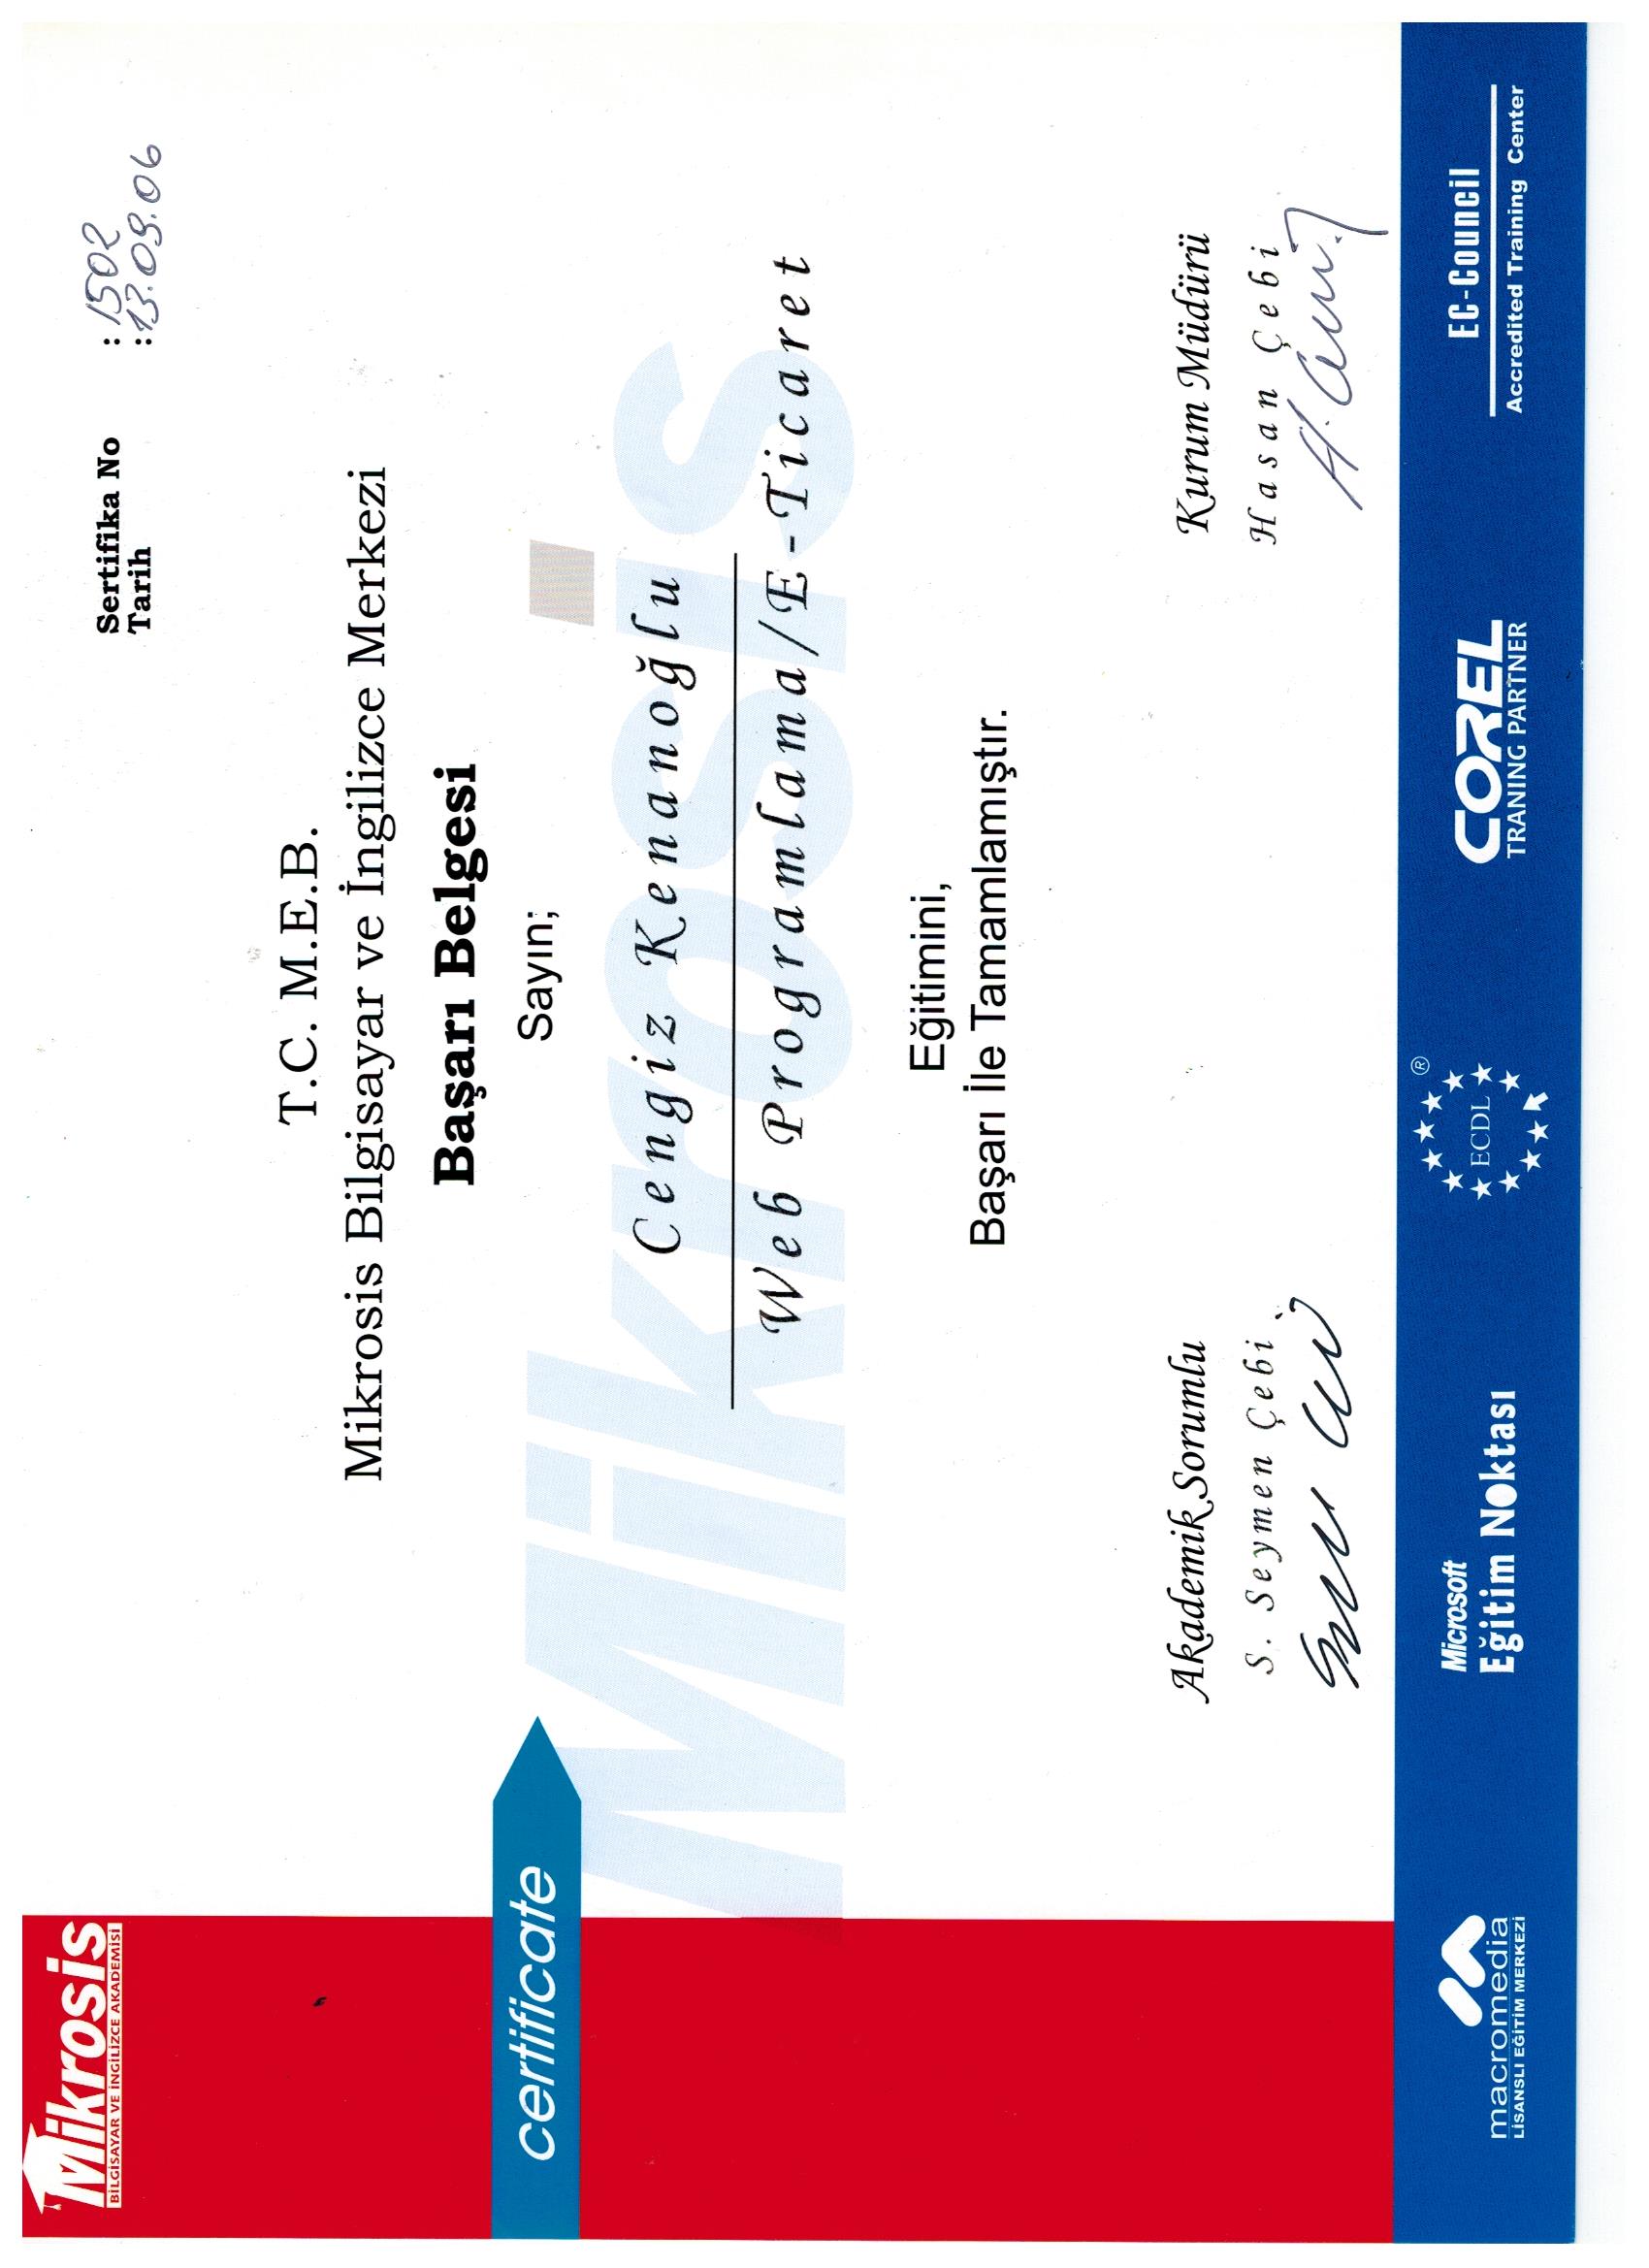 Mikrosis
BİLGİSAYAR VE İNGİLİZCE AKADEMİSİ
Sertifika No : 1502
Tarih : 13.09.06
T.C. M.E.B.
Mikrosis Bilgisayar ve İngilizce Merkezi
Başarı Belgesi
certificate
Sayın;
Mikrosis
Cengiz Kenanoğlu
Web Programlama/E-Ticaret
Eğitimini,
Başarı İle Tamamlamıştır.
Akademik Sorumlu
S. Seymen Çebi
Kurum Müdürü
Hasan Çebi
macromedia
LİSANSLI EĞİTİM MERKEZİ
Microsoft
Eğitim Noktası
ECDL ®
COREL
TRANING PARTNER
EC-Council
Accredited Training Center